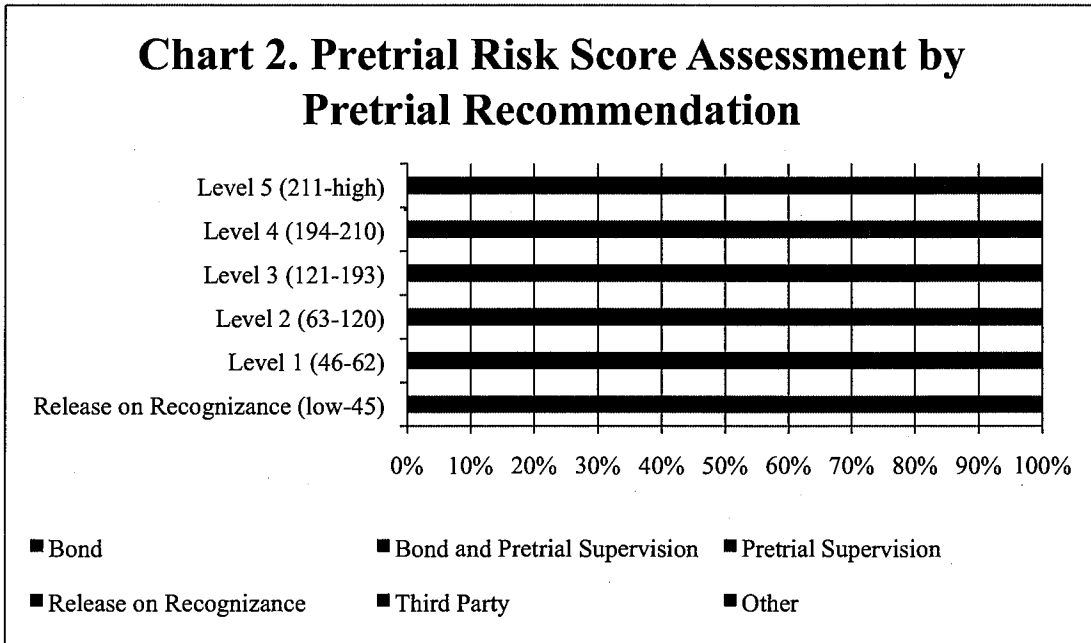 Chart 2. Pretrial Risk Score Assessment by
Pretrial Recommendation
Level 5 (211-high)
Level 4 (194-210)
Level 3 (121-193)
Level 2 (63-120)
Level 1 (46-62)
Release on Recognizance (low-45)
0% 10% 20% 30% 40% 50% 60% 70% 80% 90% 100%
Bond Bond and Pretrial Supervision Pretrial Supervision
Release on Recognizance Third Party Other